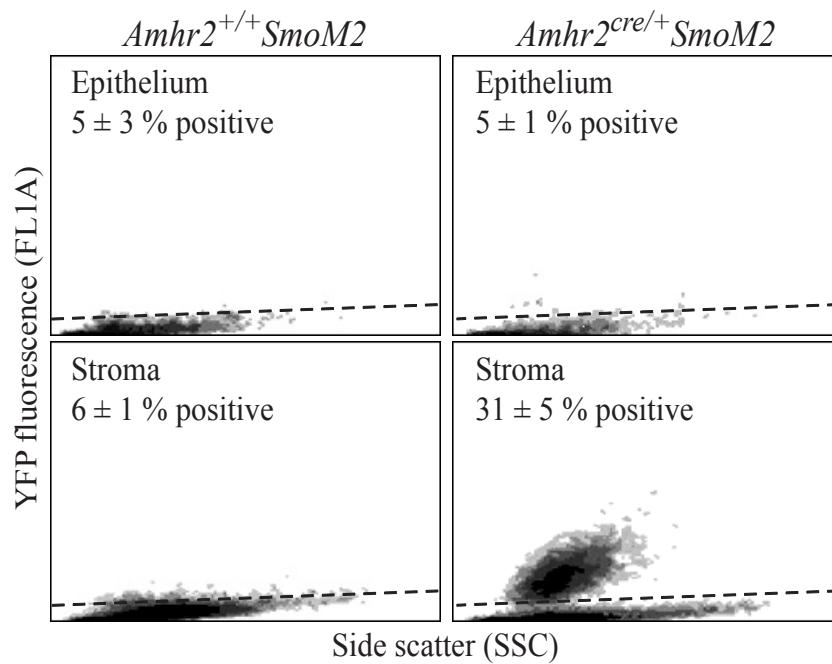 Amhr2+/+SmoM2
Amhr2cre/+SmoM2
Epithelium
5 ± 3 % positive
Epithelium
5 ± 1 % positive
Stroma
6 ± 1 % positive
Stroma
31 ± 5 % positive
YFP fluorescence (FL1A)
Side scatter (SSC)